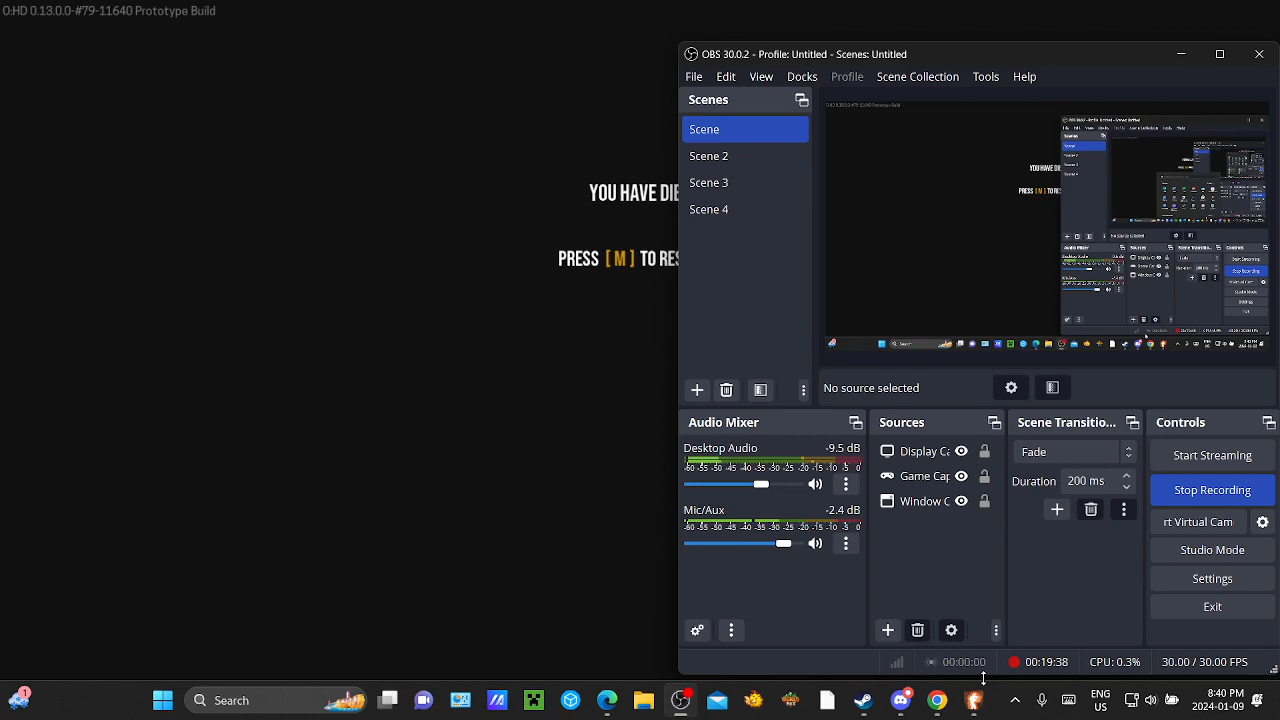 O:HD 0.13.0.0-#79-11640 Prototype Build
YOU HAVE DIE
PRESS [ M ] TO RES
OBS 30.0.2 - Profile: Untitled - Scenes: Untitled
File Edit View Docks Profile Scene Collection Tools Help
Scenes
Scene
Scene 2
Scene 3
Scene 4
No source selected
Audio Mixer
Desktop Audio -9.5 dB
-60 -55 -50 -45 -40 -35 -30 -25 -20 -15 -10 -5 0
Mic/Aux -2.4 dB
-60 -55 -50 -45 -40 -35 -30 -25 -20 -15 -10 -5 0
Sources
Display Ca
Game Cap
Window C
Scene Transitio...
Fade
Duration 200 ms
Controls
Start Streaming
Stop Recording
rt Virtual Cam
Studio Mode
Settings
Exit
00:00:00 00:19:38 CPU: 0.3% 30.00 / 30.00 FPS
1
Search
ENG
US
8:40 PM